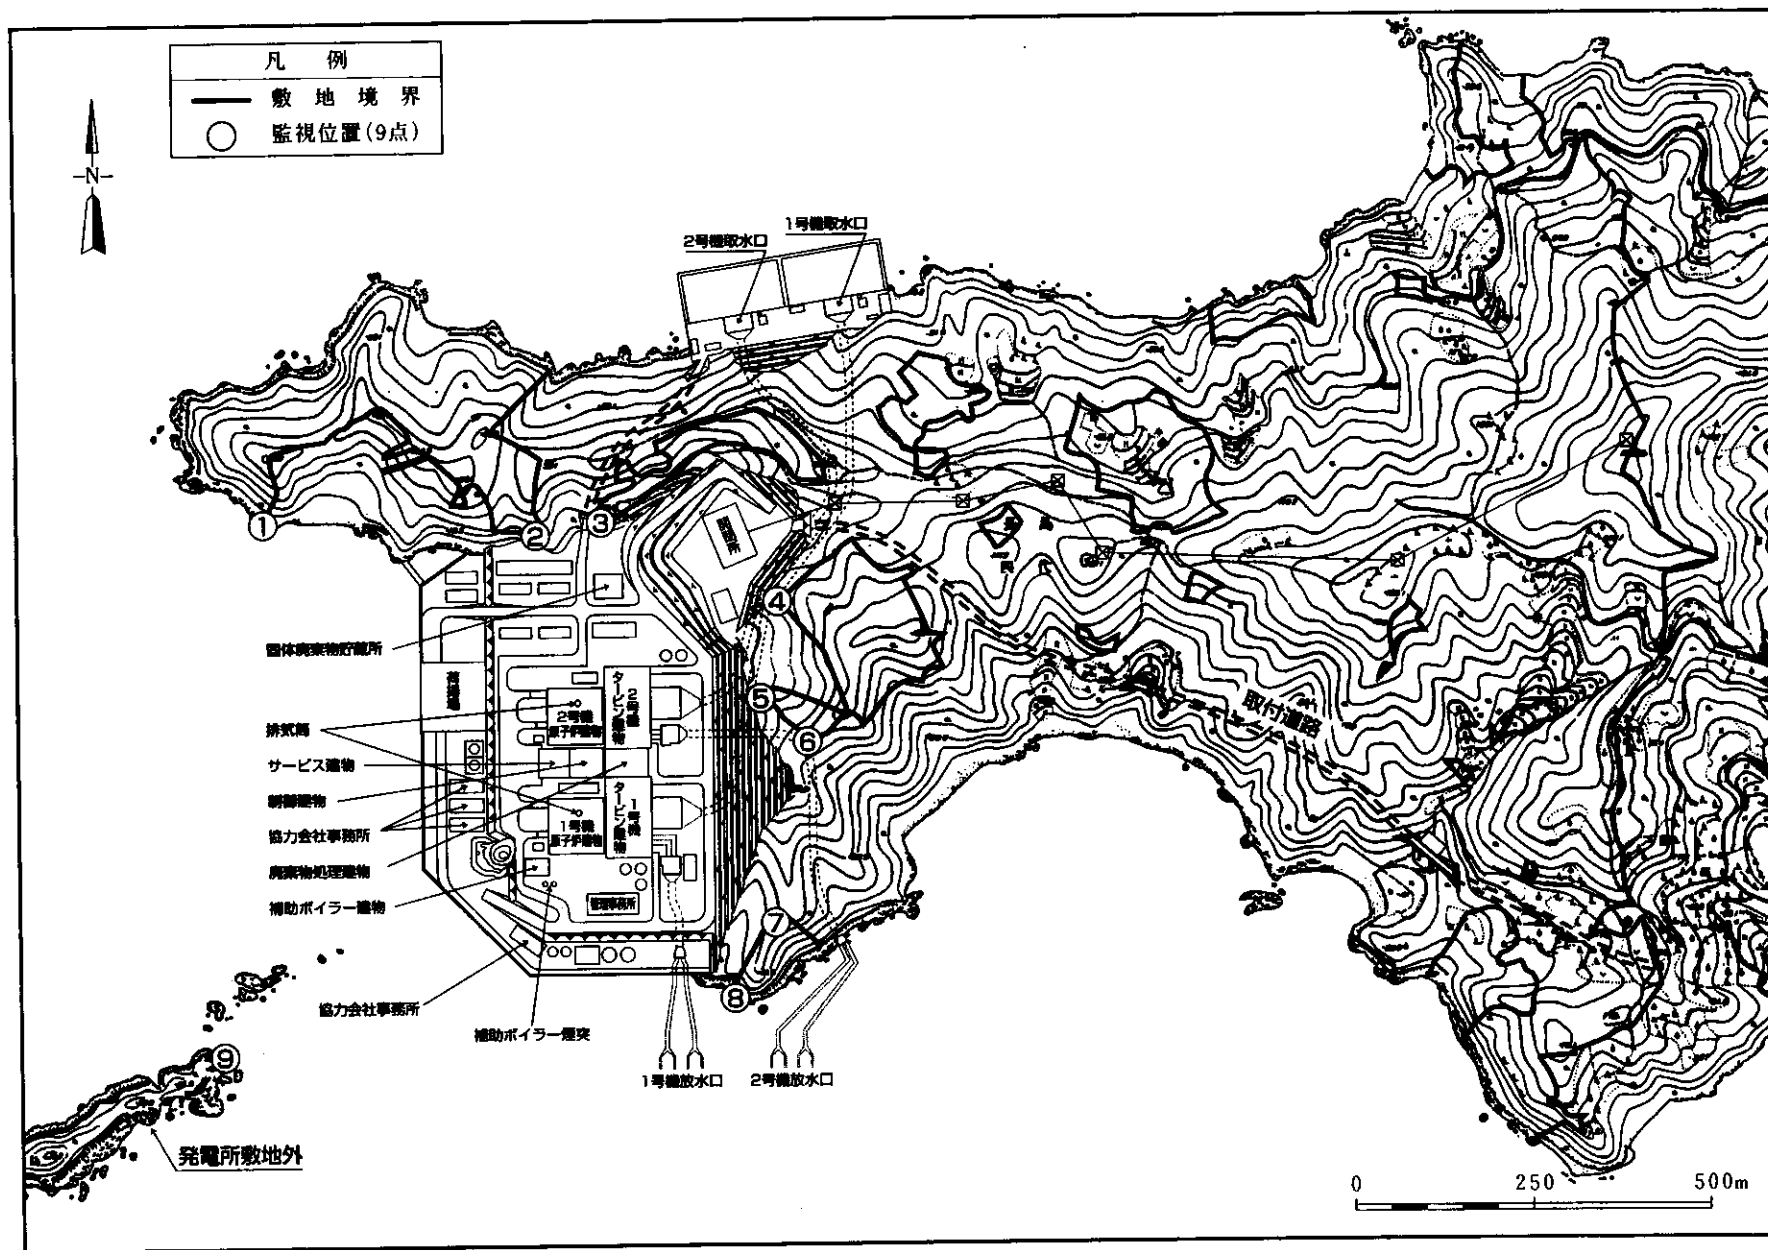 凡 例
敷 地 境 界
監視位置(9点)
N
2号機取水口
1号機取水口
①
②
③
開閉所
④
固体廃棄物貯蔵所
荷揚場
2号機
タービン建物
⑤
取付道路
排気筒
2号機
原子炉建物
⑥
サービス建物
制御建物
1号機
タービン建物
協力会社事務所
1号機
原子炉建物
廃棄物処理建物
補助ボイラー建物
管理事務所
⑦
⑧
協力会社事務所
補助ボイラー煙突
⑨
1号機放水口
2号機放水口
発電所敷地外
0 250 500m